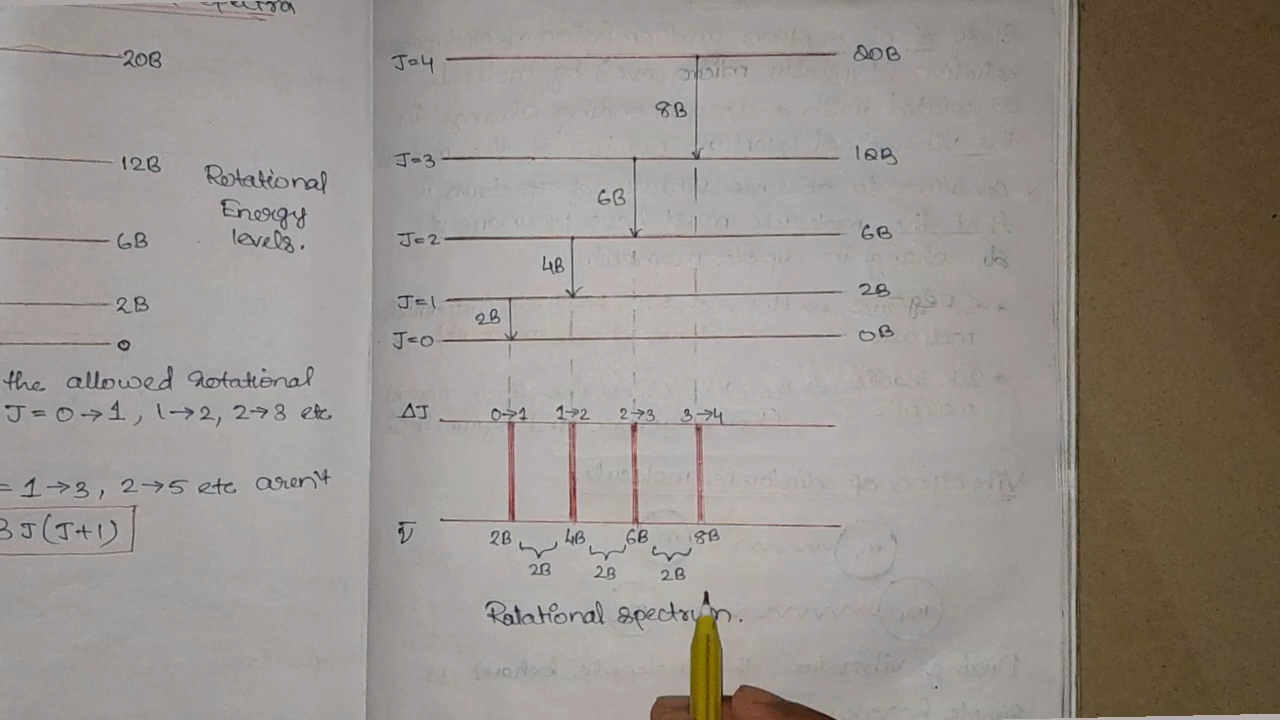 20B
12B
6B
2B
0
Rotational
Energy
levels.
the allowed rotational
J=0→1, 1→2, 2→3 etc
= 1→3, 2→5 etc aren't
BJ(J+1)
J=4 20B
8B
J=3 12B
6B
J=2 6B
4B
J=1 2B
2B
J=0 0B
ΔJ 0→1 1→2 2→3 3→4
ν̅ 2B 4B 6B 8B
2B 2B 2B
Rotational spectrum.